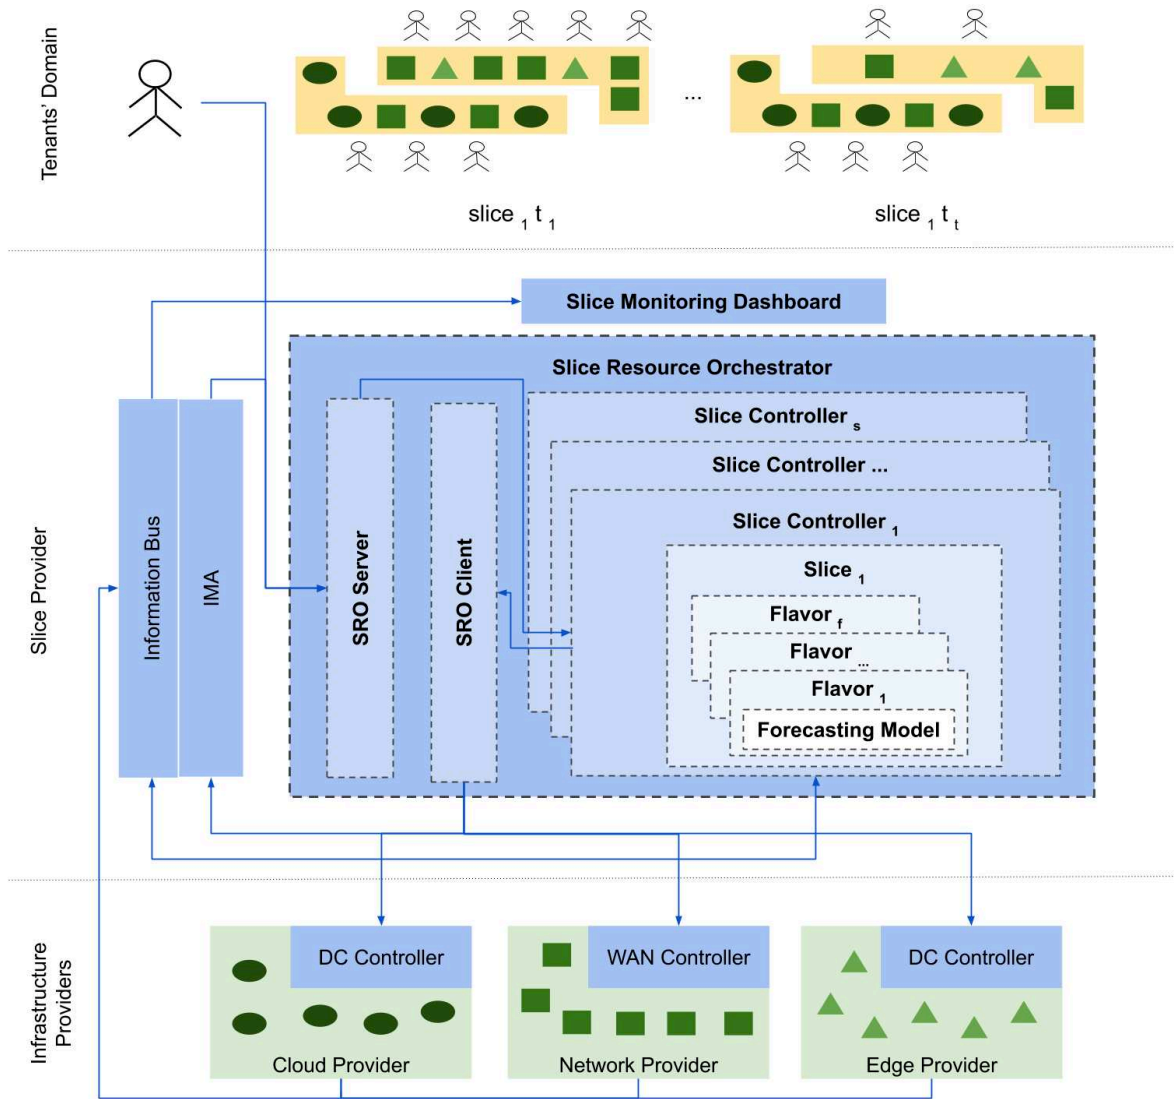 Tenants' Domain
...
slice 1 t 1
slice 1 t t
Slice Provider
Slice Monitoring Dashboard
Slice Resource Orchestrator
Information Bus
IMA
SRO Server
SRO Client
Slice Controller s
Slice Controller ...
Slice Controller 1
Slice 1
Flavor f
Flavor ...
Flavor 1
Forecasting Model
Infrastructure
Providers
DC Controller
Cloud Provider
WAN Controller
Network Provider
DC Controller
Edge Provider